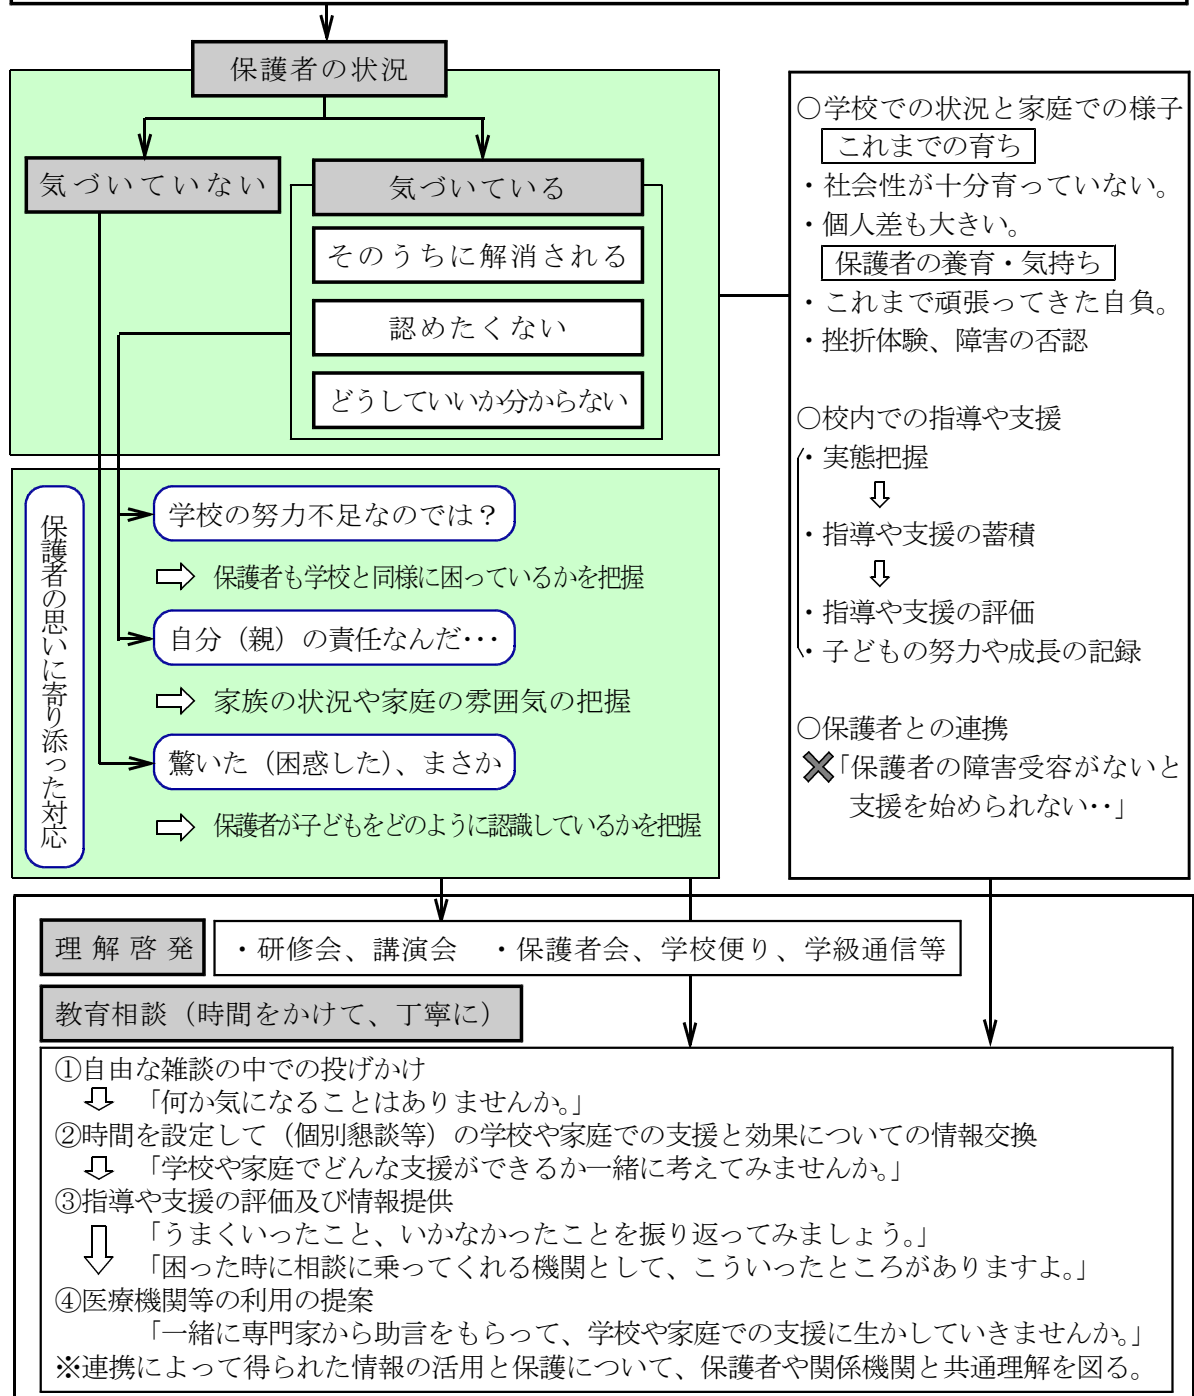 保護者の状況
気づいていない
気づいている
そのうちに解消される
認めたくない
どうしていいか分からない
○学校での状況と家庭での様子
これまでの育ち
・社会性が十分育っていない。
・個人差も大きい。
保護者の養育・気持ち
・これまで頑張ってきた自負。
・挫折体験、障害の否認
○校内での指導や支援
・実態把握
・指導や支援の蓄積
・指導や支援の評価
・子どもの努力や成長の記録
○保護者との連携
「保護者の障害受容がないと
支援を始められない・・」
保護者の思いに寄り添った対応
学校の努力不足なのでは？
保護者も学校と同様に困っているかを把握
自分（親）の責任なんだ・・・
家族の状況や家庭の雰囲気の把握
驚いた（困惑した）、まさか
保護者が子どもをどのように認識しているかを把握
理解啓発
・研修会、講演会　・保護者会、学校便り、学級通信等
教育相談（時間をかけて、丁寧に）
①自由な雑談の中での投げかけ
「何か気になることはありませんか。」
②時間を設定して（個別懇談等）の学校や家庭での支援と効果についての情報交換
「学校や家庭でどんな支援ができるか一緒に考えてみませんか。」
③指導や支援の評価及び情報提供
「うまくいったこと、いかなかったことを振り返ってみましょう。」
「困った時に相談に乗ってくれる機関として、こういったところがありますよ。」
④医療機関等の利用の提案
「一緒に専門家から助言をもらって、学校や家庭での支援に生かしていきませんか。」
※連携によって得られた情報の活用と保護について、保護者や関係機関と共通理解を図る。